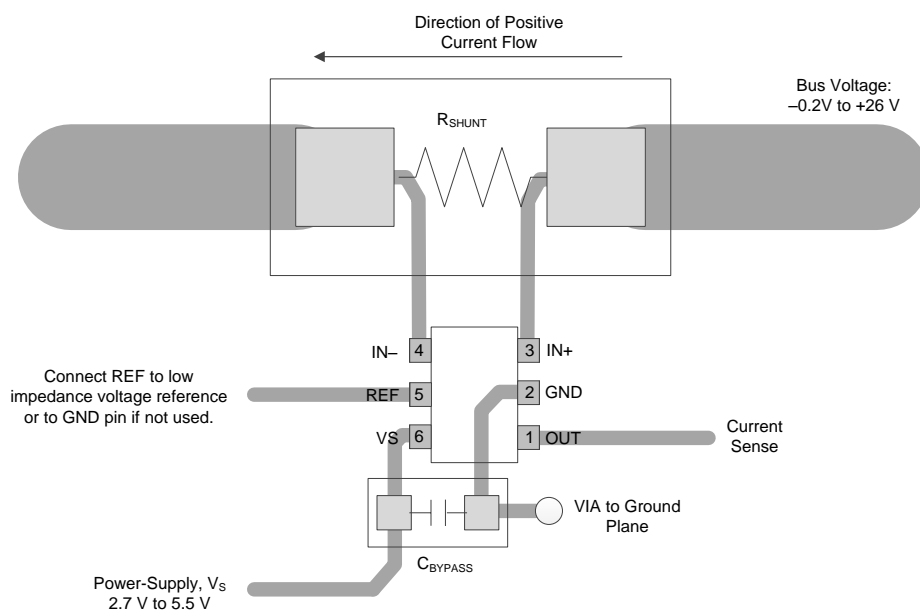 Direction of Positive
Current Flow
Bus Voltage:
–0.2V to +26 V
RSHUNT
IN– 4 3 IN+
Connect REF to low
impedance voltage reference
or to GND pin if not used.
REF 5 2 GND
VS 6 1 OUT
Current
Sense
VIA to Ground
Plane
CBYPASS
Power-Supply, VS
2.7 V to 5.5 V